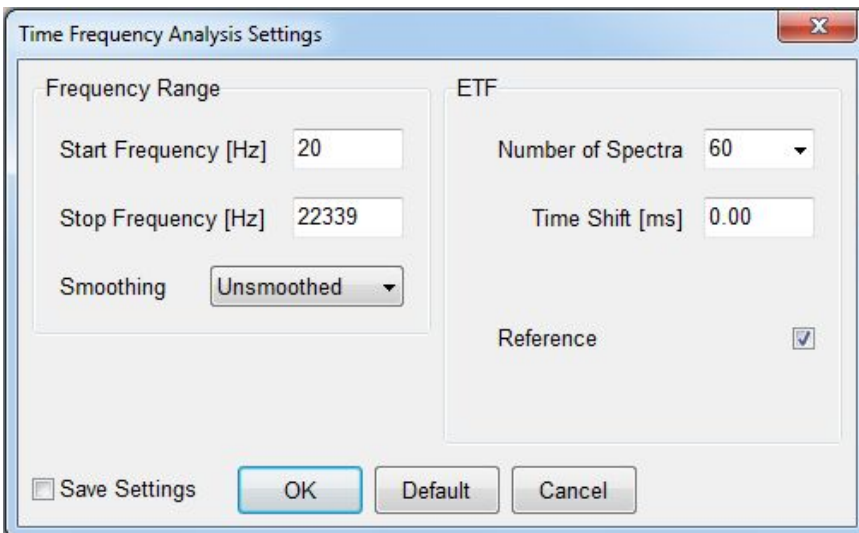 Time Frequency Analysis Settings
Frequency Range
Start Frequency [Hz] 20
Stop Frequency [Hz] 22339
Smoothing Unsmoothed
ETF
Number of Spectra 60
Time Shift [ms] 0.00
Reference
Save Settings OK Default Cancel